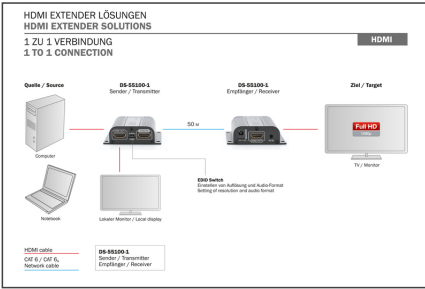 HDMI EXTENDER LÖSUNGEN
HDMI EXTENDER SOLUTIONS
1 ZU 1 VERBINDUNG
1 TO 1 CONNECTION
HDMI
Quelle / Source
DS-55100-1
Sender / Transmitter
DS-55100-1
Empfänger / Receiver
Ziel / Target
50 M
Full HD
Computer
TV / Monitor
EDID Switch
Einstellen von Auflösung und Audio-Format
Setting of resolution and audio format
Notebook
Lokaler Monitor / Local display
HDMI cable
CAT 6 / CAT 6A
Network cable
DS-55100-1
Sender / Transmitter
Empfänger / Receiver